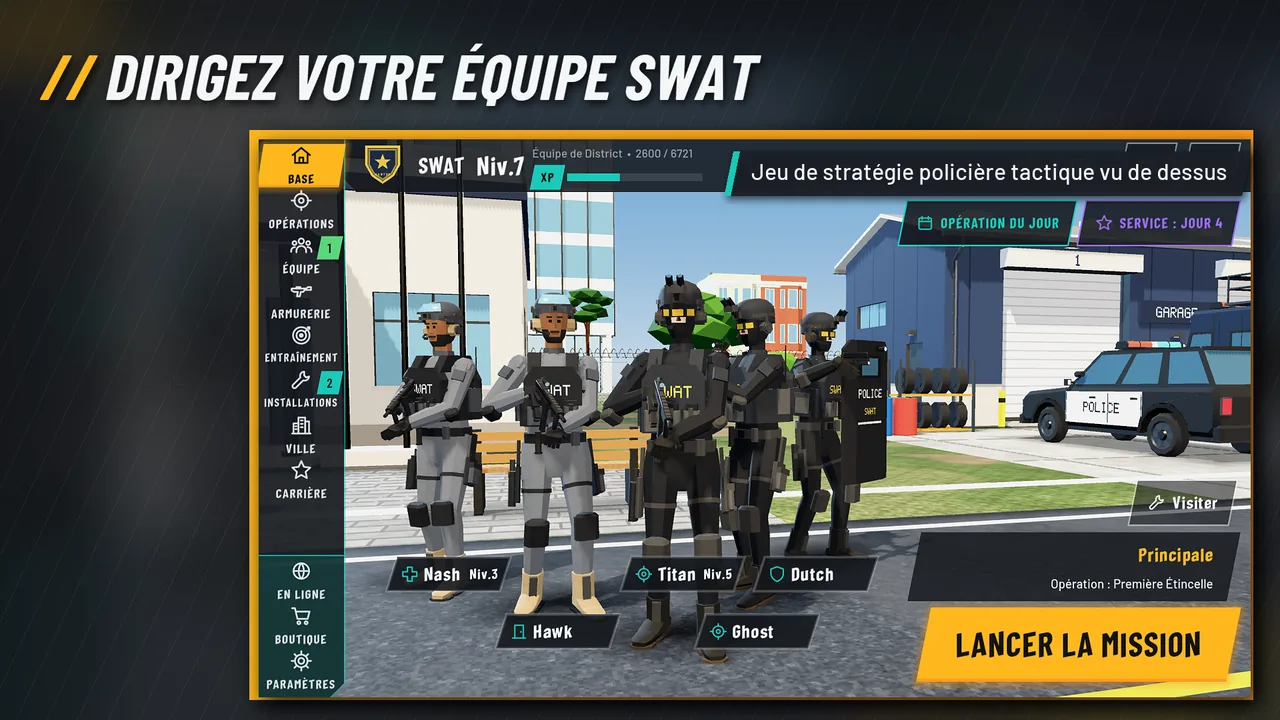 // DIRIGEZ VOTRE ÉQUIPE SWAT
BASE
OPÉRATIONS
1
ÉQUIPE
ARMURERIE
ENTRAÎNEMENT
2
INSTALLATIONS
VILLE
CARRIÈRE
EN LIGNE
BOUTIQUE
PARAMÈTRES
SWAT Niv.7
Équipe de District • 2600 / 6721
XP
Jeu de stratégie policière tactique vu de dessus
OPÉRATION DU JOUR
SERVICE : JOUR 4
1
GARAGE
SWAT
WAT
WAT
SWA
POLICE
SWAT
POLICE
Visiter
Nash Niv.3
Titan Niv.5
Dutch
Hawk
Ghost
Principale
Opération : Première Étincelle
LANCER LA MISSION